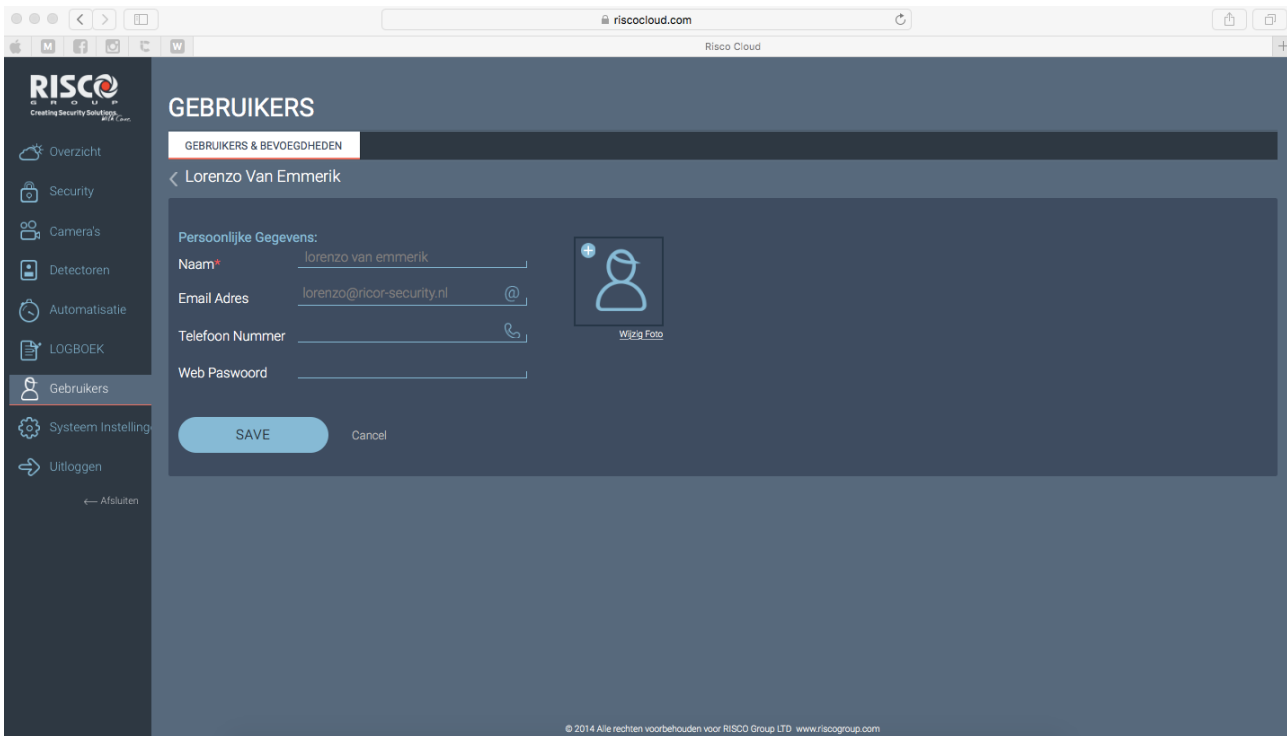 riscocloud.com
M
W
Risco Cloud
RISCO
GROUP
Creating Security Solutions
With Care.
Overzicht
Security
Camera's
Detectoren
Automatisatie
LOGBOEK
Gebruikers
Systeem Instelling
Uitloggen
← Afsluiten
GEBRUIKERS
GEBRUIKERS & BEVOEGDHEDEN
Lorenzo Van Emmerik
Persoonlijke Gegevens:
Naam* lorenzo van emmerik
Email Adres lorenzo@ricor-security.nl @
Telefoon Nummer
Web Paswoord
Wijzig Foto
SAVE Cancel
© 2014 Alle rechten voorbehouden voor RISCO Group LTD www.riscogroup.com